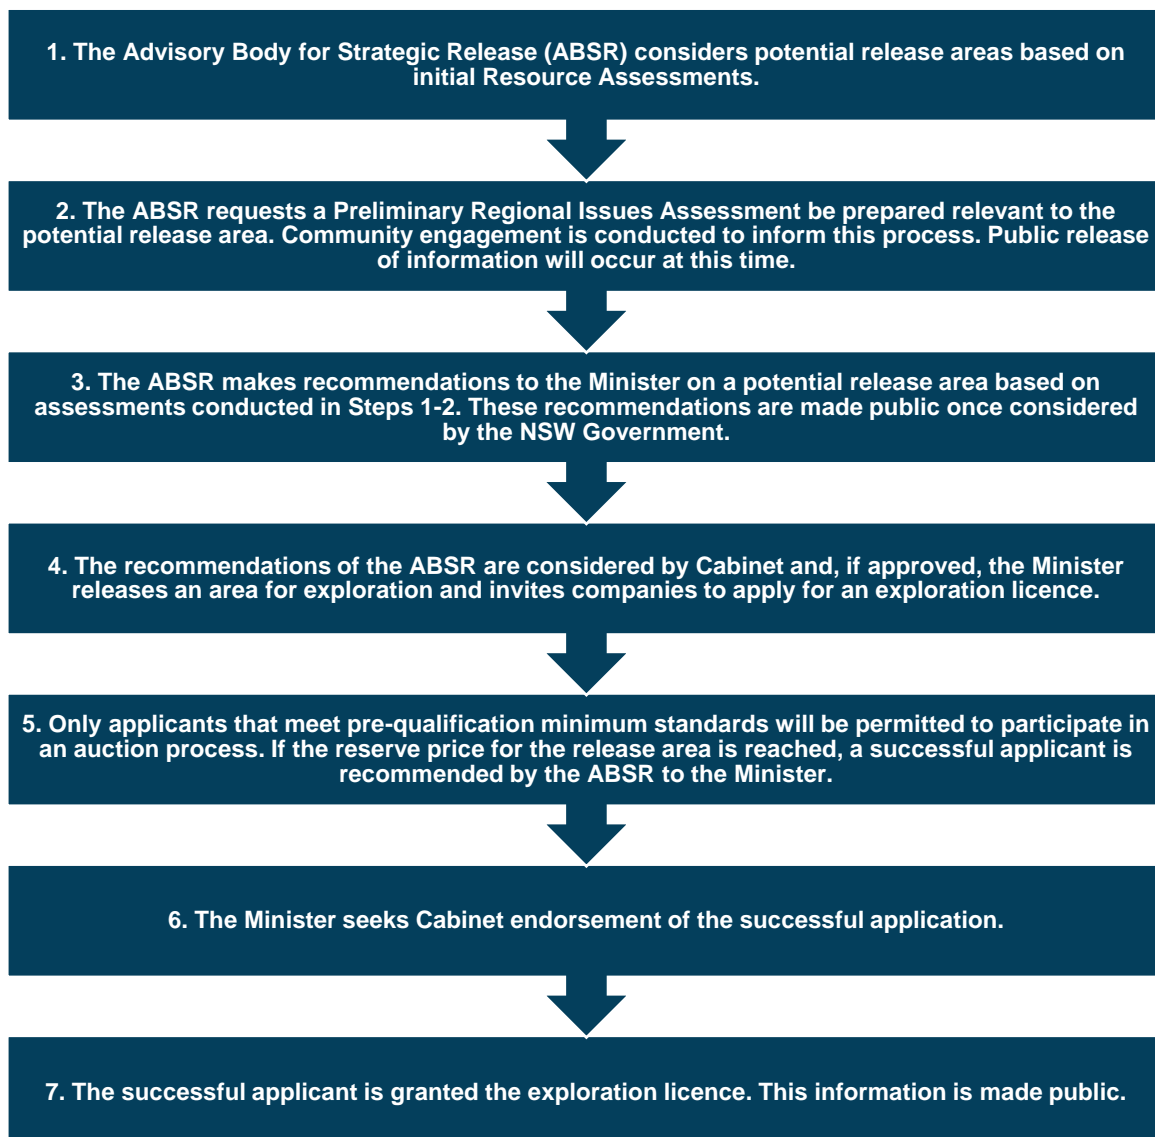 1. The Advisory Body for Strategic Release (ABSR) considers potential release areas based on
initial Resource Assessments.
2. The ABSR requests a Preliminary Regional Issues Assessment be prepared relevant to the
potential release area. Community engagement is conducted to inform this process. Public release
of information will occur at this time.
3. The ABSR makes recommendations to the Minister on a potential release area based on
assessments conducted in Steps 1-2. These recommendations are made public once considered
by the NSW Government.
4. The recommendations of the ABSR are considered by Cabinet and, if approved, the Minister
releases an area for exploration and invites companies to apply for an exploration licence.
5. Only applicants that meet pre-qualification minimum standards will be permitted to participate in
an auction process. If the reserve price for the release area is reached, a successful applicant is
recommended by the ABSR to the Minister.
6. The Minister seeks Cabinet endorsement of the successful application.
7. The successful applicant is granted the exploration licence. This information is made public.